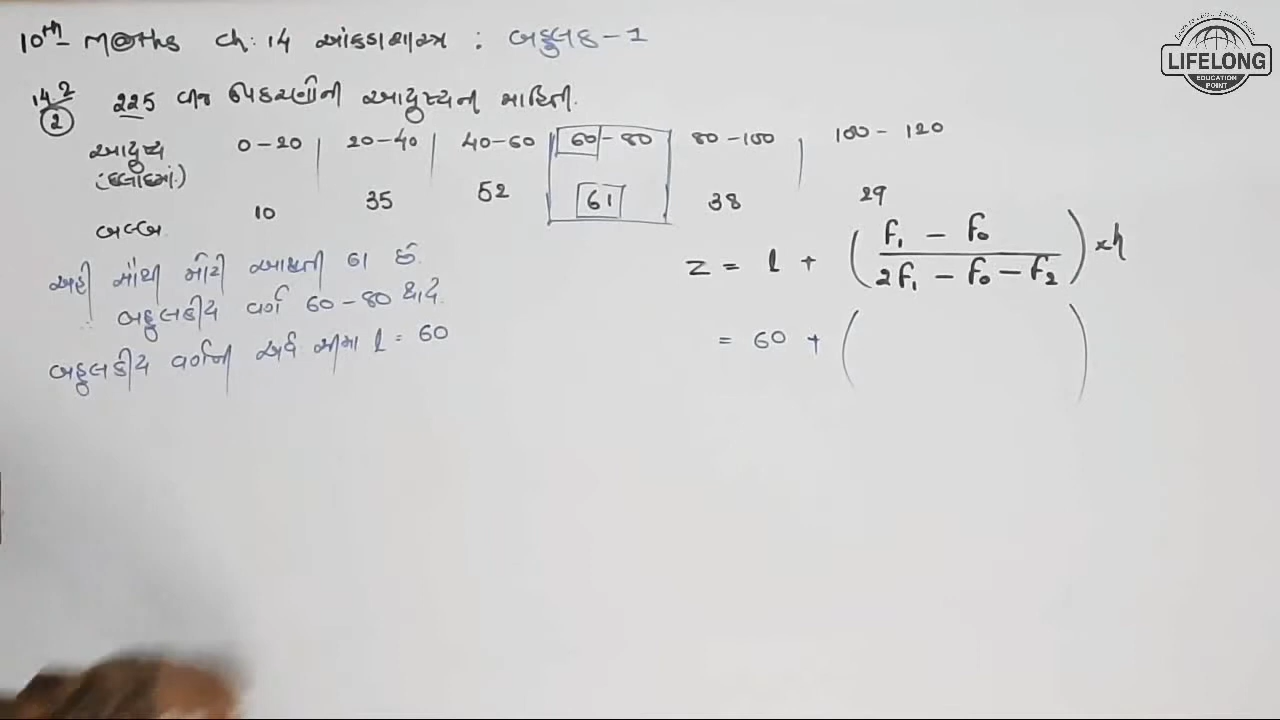 10th - M@ths ch: 14 આંકડાશાસ્ત્ર : બહુલક - 1
LIFELONG
EDUCATION
POINT
14.2
2
225 વીજ ઉપકરણોની આયુષ્યની માહિતી.
આયુષ્ય (કલાકમાં) 0-20 20-40 40-60 60-80 80-100 100-120
10 35 52 61 38 29
અહીં સૌથી મોટી આવૃત્તિ 61 છે.
∴ બહુલકીય વર્ગ 60-80 થાય.
બહુલકીય વર્ગની અધઃ સીમા l = 60
Z = l + ( f₁ - f₀ / 2f₁ - f₀ - f₂ ) × h
= 60 + ( )